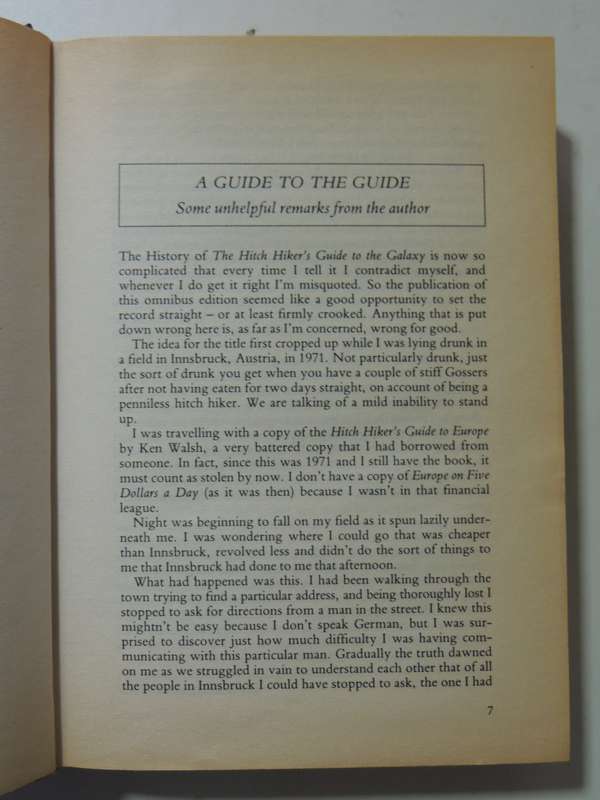 A GUIDE TO THE GUIDE
Some unhelpful remarks from the author
The History of The Hitch Hiker's Guide to the Galaxy is now so
complicated that every time I tell it I contradict myself, and
whenever I do get it right I'm misquoted. So the publication of
this omnibus edition seemed like a good opportunity to set the
record straight – or at least firmly crooked. Anything that is put
down wrong here is, as far as I'm concerned, wrong for good.
The idea for the title first cropped up while I was lying drunk in
a field in Innsbruck, Austria, in 1971. Not particularly drunk, just
the sort of drunk you get when you have a couple of stiff Gossers
after not having eaten for two days straight, on account of being a
penniless hitch hiker. We are talking of a mild inability to stand
up.
I was travelling with a copy of the Hitch Hiker's Guide to Europe
by Ken Walsh, a very battered copy that I had borrowed from
someone. In fact, since this was 1971 and I still have the book, it
must count as stolen by now. I don't have a copy of Europe on Five
Dollars a Day (as it was then) because I wasn't in that financial
league.
Night was beginning to fall on my field as it spun lazily under-
neath me. I was wondering where I could go that was cheaper
than Innsbruck, revolved less and didn't do the sort of things to
me that Innsbruck had done to me that afternoon.
What had happened was this. I had been walking through the
town trying to find a particular address, and being thoroughly lost I
stopped to ask for directions from a man in the street. I knew this
mightn't be easy because I don't speak German, but I was sur-
prised to discover just how much difficulty I was having com-
municating with this particular man. Gradually the truth dawned
on me as we struggled in vain to understand each other that of all
the people in Innsbruck I could have stopped to ask, the one I had
7